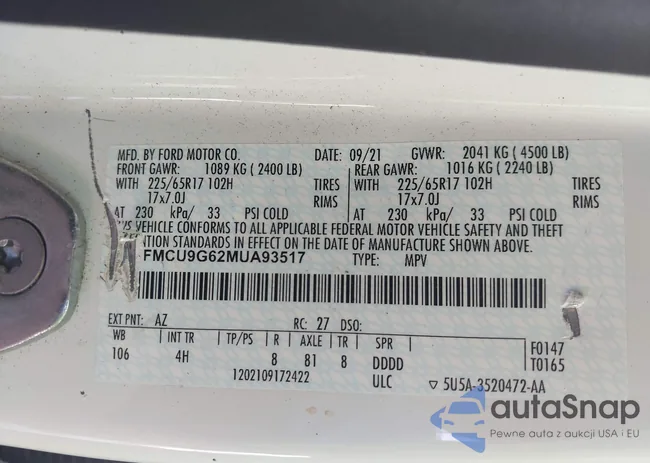 MFD. BY FORD MOTOR CO. DATE: 09/21 GVWR: 2041 KG ( 4500 LB)
FRONT GAWR: 1089 KG ( 2400 LB) REAR GAWR: 1016 KG ( 2240 LB)
WITH 225/65R17 102H TIRES WITH 225/65R17 102H TIRES
17x7.0J RIMS 17x7.0J RIMS
AT 230 kPa/ 33 PSI COLD AT 230 kPa/ 33 PSI COLD
THIS VEHICLE CONFORMS TO ALL APPLICABLE FEDERAL MOTOR VEHICLE SAFETY AND THEFT
PREVENTION STANDARDS IN EFFECT ON THE DATE OF MANUFACTURE SHOWN ABOVE.
FMCU9G62MUA93517 TYPE: MPV
EXT PNT: AZ RC: 27 DSO:
WB INT TR TP/PS R AXLE TR SPR F0147
106 4H 8 81 8 DDDD T0165
1202109172422 ULC ▽ 5U5A-3520472-AA
autaSnap
Pewne auta z aukcji USA i EU